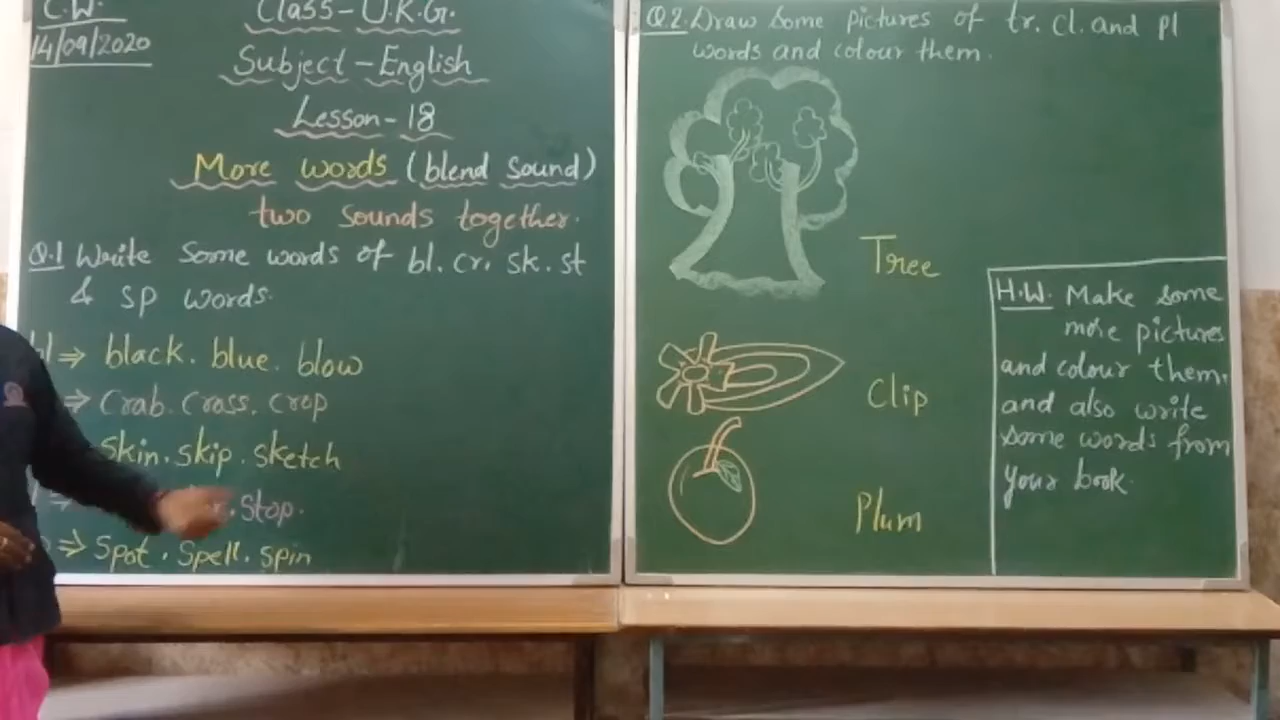 C.W.
14/09/2020
Class-U.K.G.
Subject-English
Lesson-18
More words (blend sound)
two sounds together.
Q.1 Write some words of bl. cr. sk. st
& sp words.
⇒ black. blue. blow
⇒ Crab. Cross. Crop
skin. skip. sketch
⇒ Stop.
⇒ Spot. Spell. spin
Q.2. Draw some pictures of tr. Cl. and pl
words and colour them.
Tree
Clip
Plum
H.W. Make some
more pictures
and colour them.
and also write
some words from
your book.